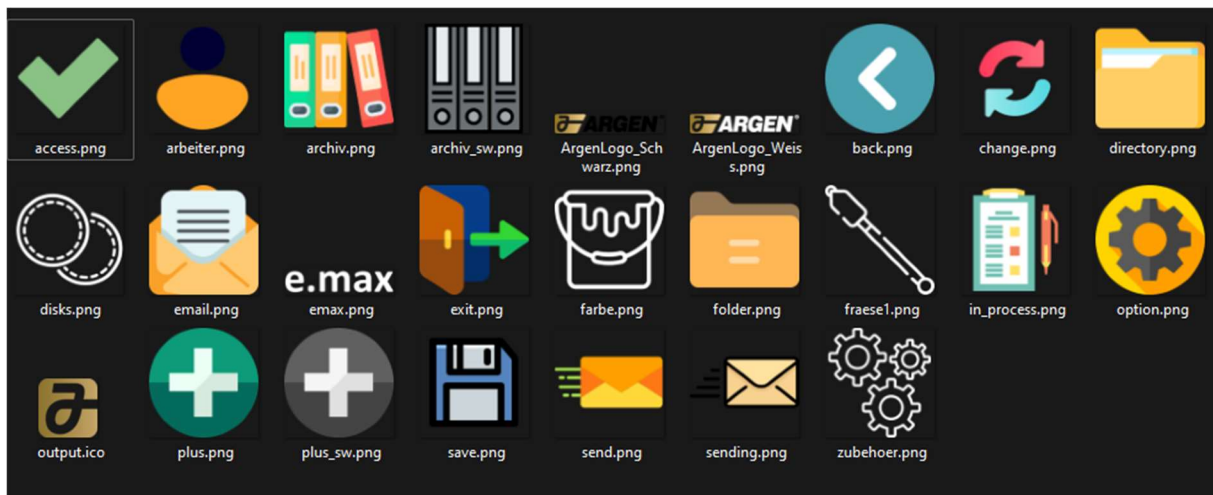 ARGEN®
ARGEN®
access.png
arbeiter.png
archiv.png
archiv_sw.png
ArgenLogo_Sch
warz.png
ArgenLogo_Weis
s.png
back.png
change.png
directory.png
e.max
disks.png
email.png
emax.png
exit.png
farbe.png
folder.png
fraese1.png
in_process.png
option.png
output.ico
plus.png
plus_sw.png
save.png
send.png
sending.png
zubehoer.png